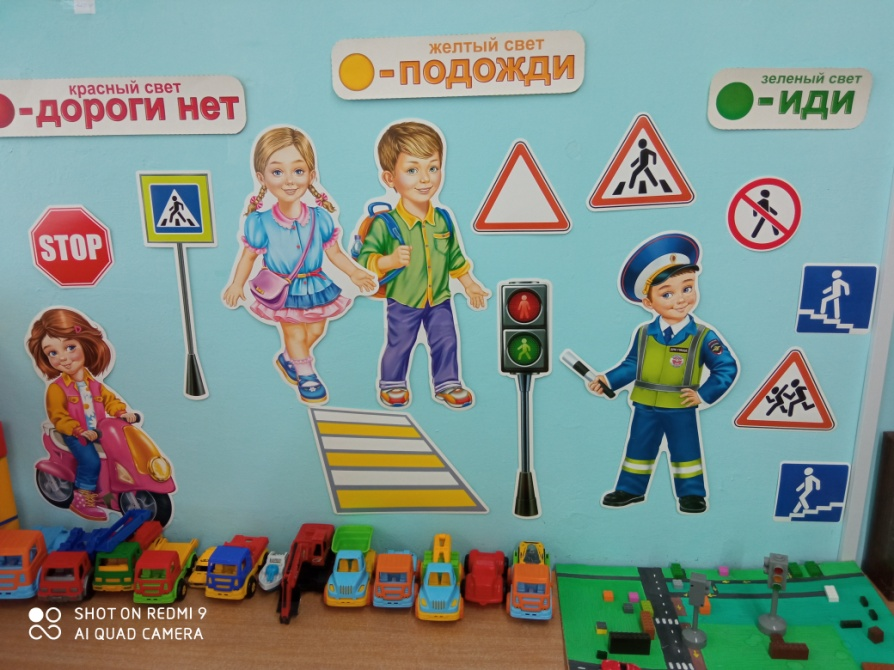 красный свет
-дороги нет
желтый свет
-подожди
зеленый свет
-иди
STOP
SHOT ON REDMI 9
AI QUAD CAMERA